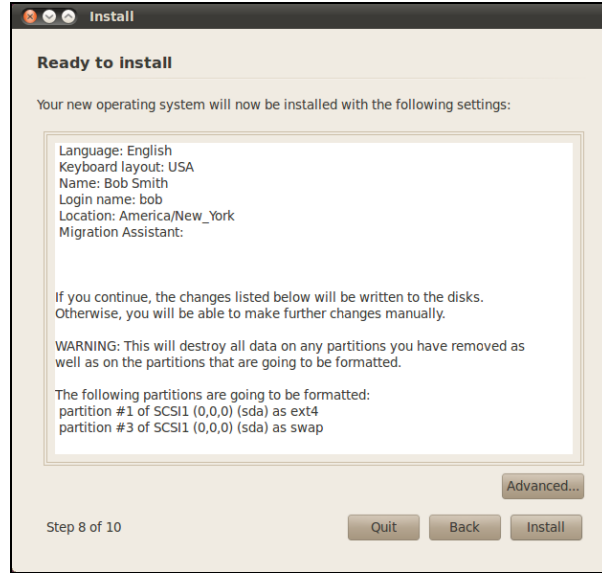 Install
Ready to install
Your new operating system will now be installed with the following settings:
Language: English
Keyboard layout: USA
Name: Bob Smith
Login name: bob
Location: America/New_York
Migration Assistant:
If you continue, the changes listed below will be written to the disks.
Otherwise, you will be able to make further changes manually.
WARNING: This will destroy all data on any partitions you have removed as
well as on the partitions that are going to be formatted.
The following partitions are going to be formatted:
partition #1 of SCSI1 (0,0,0) (sda) as ext4
partition #3 of SCSI1 (0,0,0) (sda) as swap
Advanced...
Step 8 of 10
Quit
Back
Install